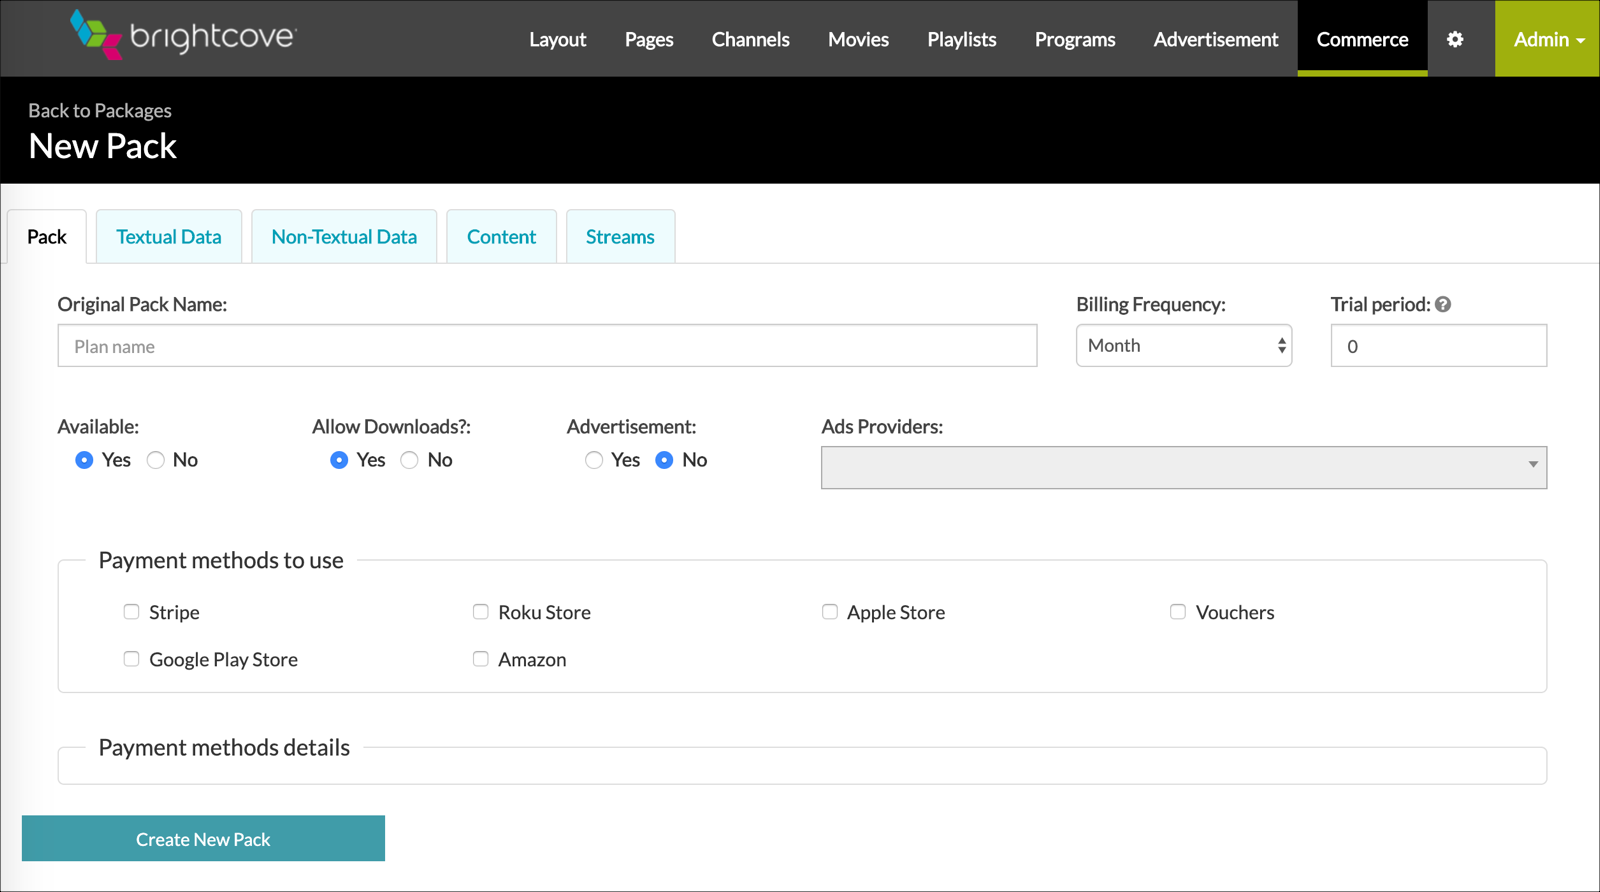 brightcove
Layout Pages Channels Movies Playlists Programs Advertisement Commerce Admin
Back to Packages
New Pack
Pack Textual Data Non-Textual Data Content Streams
Original Pack Name: Billing Frequency: Trial period: ?
Plan name Month 0
Available: Allow Downloads?: Advertisement: Ads Providers:
Yes No Yes No Yes No
Payment methods to use
Stripe Roku Store Apple Store Vouchers
Google Play Store Amazon
Payment methods details
Create New Pack